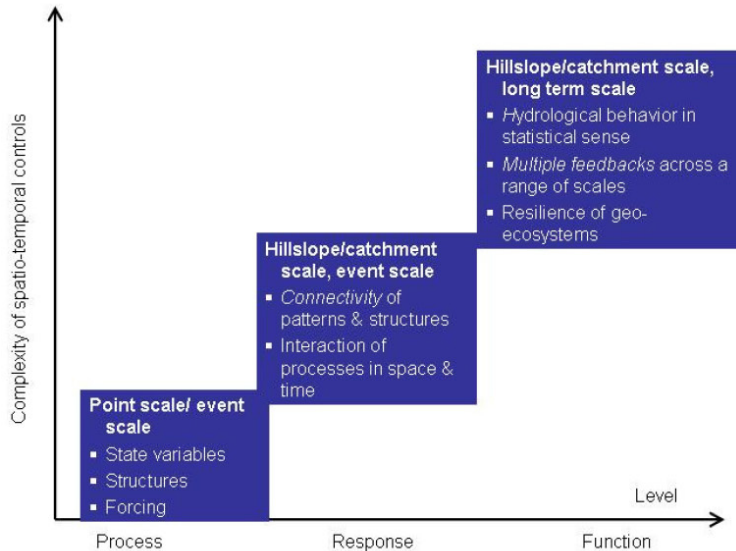 Complexity of spatio-temporal controls
Hillslope/catchment scale,
long term scale
▪ Hydrological behavior in
statistical sense
▪ Multiple feedbacks across a
range of scales
▪ Resilience of geo-
ecosystems
Hillslope/catchment
scale, event scale
▪ Connectivity of
patterns & structures
▪ Interaction of
processes in space &
time
Point scale/ event
scale
▪ State variables
▪ Structures
▪ Forcing
Level
Process
Response
Function